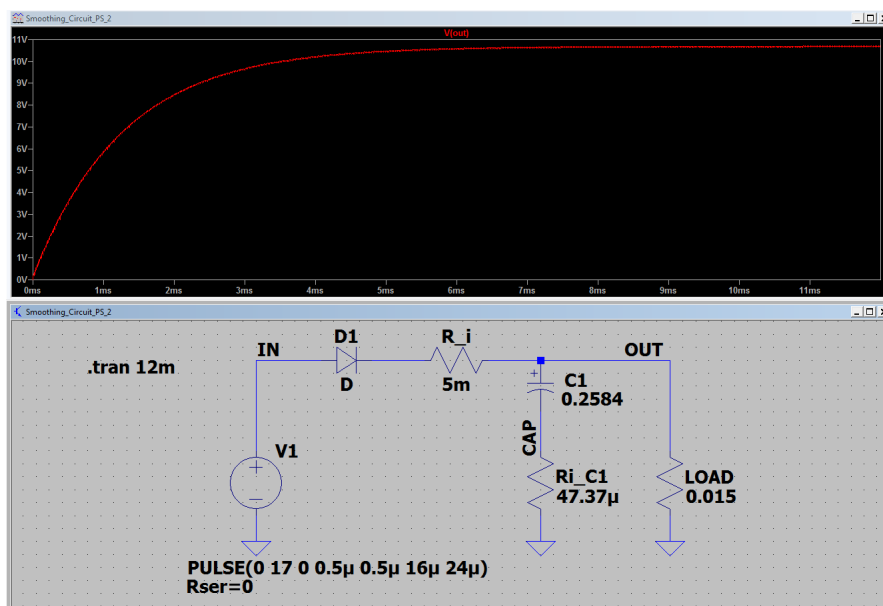 Smoothing_Circuit_PS_2
V(out)
11V
10V
9V
8V
7V
6V
5V
4V
3V
2V
1V
0V
0ms 1ms 2ms 3ms 4ms 5ms 6ms 7ms 8ms 9ms 10ms 11ms
Smoothing_Circuit_PS_2
.tran 12m
IN
D1
D
R_i
5m
OUT
C1
0.2584
CAP
V1
Ri_C1
47.37µ
LOAD
0.015
PULSE(0 17 0 0.5µ 0.5µ 16µ 24µ)
Rser=0